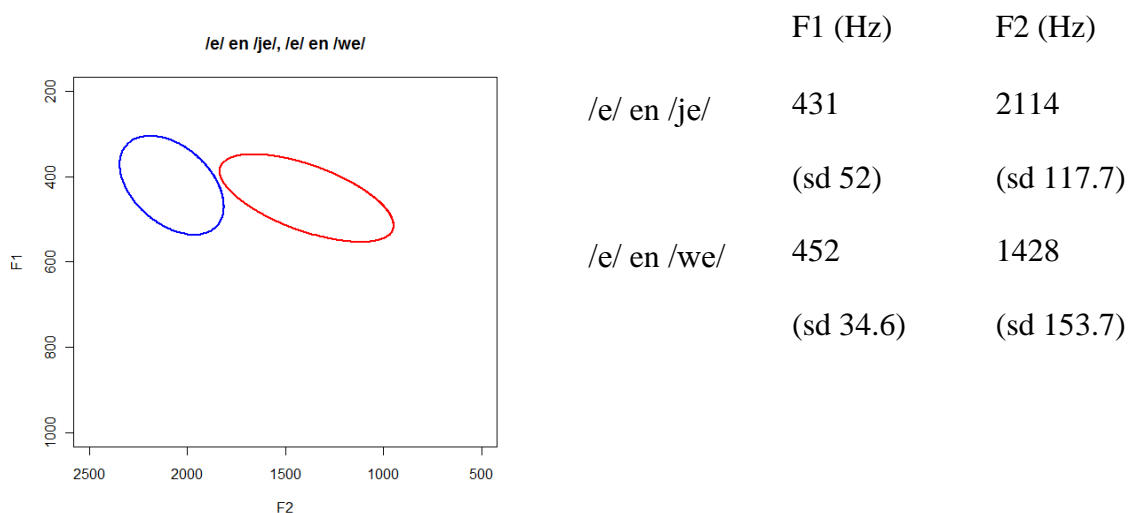 /e/ en /je/, /e/ en /we/
200
400
600
800
1000
F1
2500 2000 1500 1000 500
F2
F1 (Hz) F2 (Hz)
/e/ en /je/ 431 2114
(sd 52) (sd 117.7)
/e/ en /we/ 452 1428
(sd 34.6) (sd 153.7)